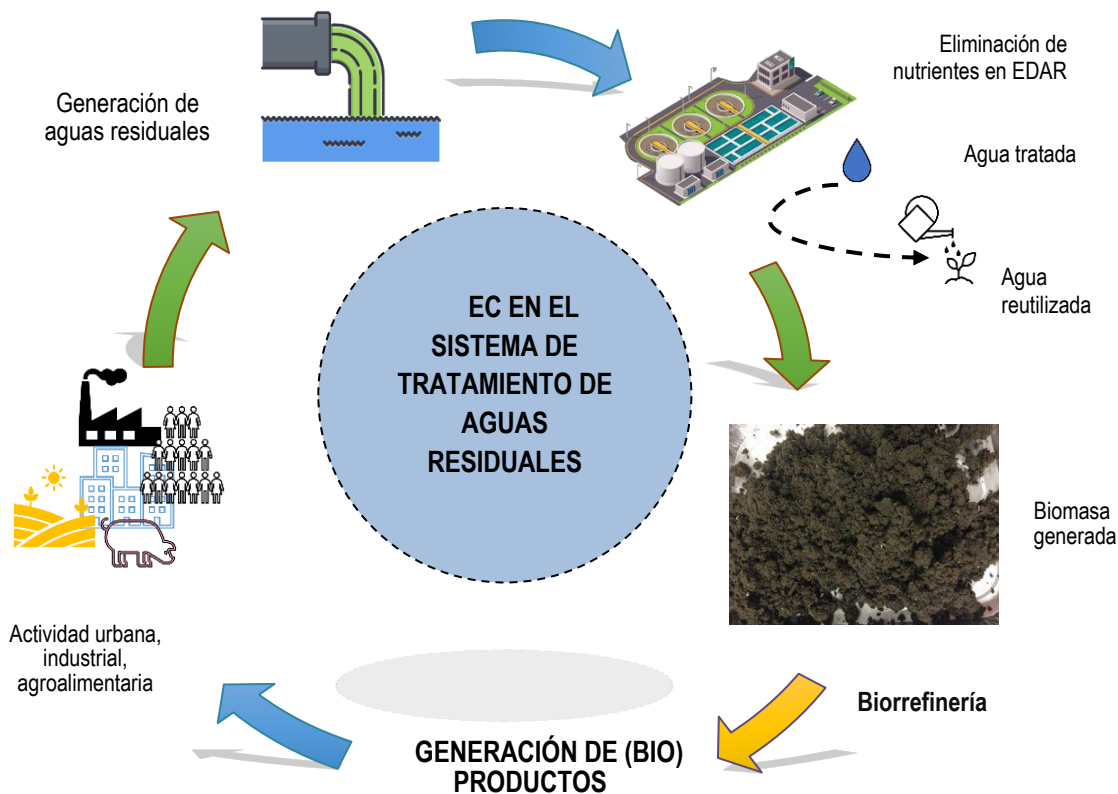 Generación de
aguas residuales
Eliminación de
nutrientes en EDAR
Agua tratada
Agua
reutilizada
EC EN EL
SISTEMA DE
TRATAMIENTO DE
AGUAS
RESIDUALES
Biomasa
generada
Actividad urbana,
industrial,
agroalimentaria
Biorrefinería
GENERACIÓN DE (BIO)
PRODUCTOS